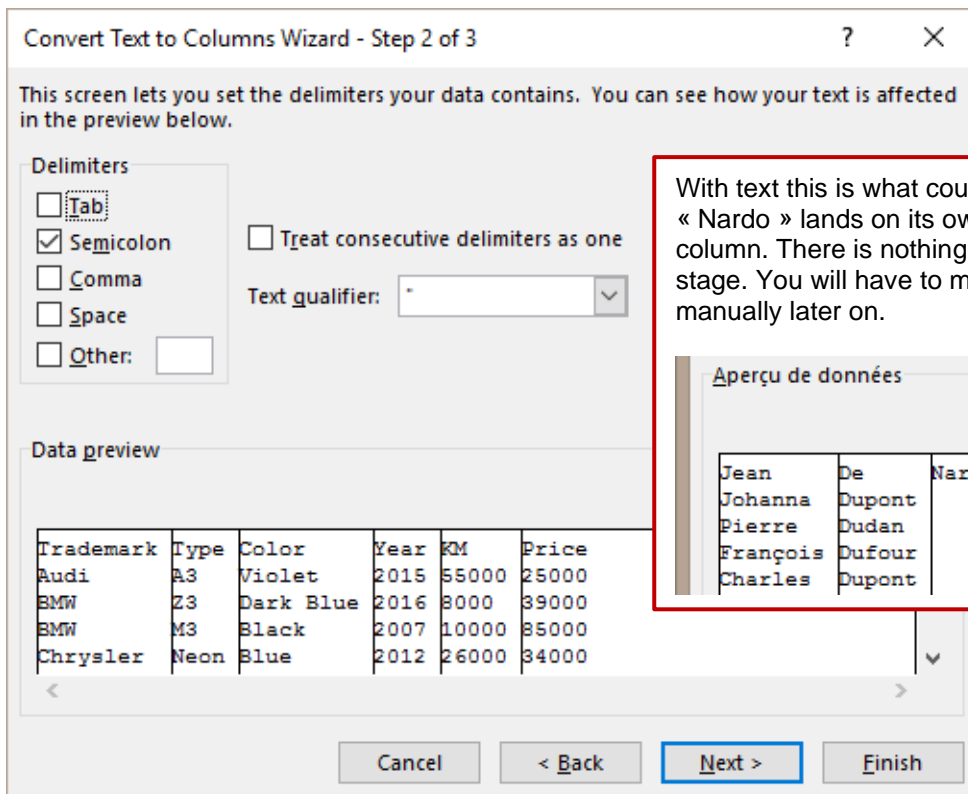 Convert Text to Columns Wizard - Step 2 of 3 ? ×
This screen lets you set the delimiters your data contains. You can see how your text is affected
in the preview below.
Delimiters
Tab
Semicolon
Comma
Space
Other:
Treat consecutive delimiters as one
Text qualifier: "
With text this is what cou
« Nardo » lands on its ow
column. There is nothing
stage. You will have to m
manually later on.
Aperçu de données
Jean De Nar
Johanna Dupont
Pierre Dudan
François Dufour
Charles Dupont
Data preview
Trademark Type Color Year KM Price
Audi A3 Violet 2015 55000 25000
BMW Z3 Dark Blue 2016 8000 39000
BMW M3 Black 2007 10000 85000
Chrysler Neon Blue 2012 26000 34000
Cancel < Back Next > Finish